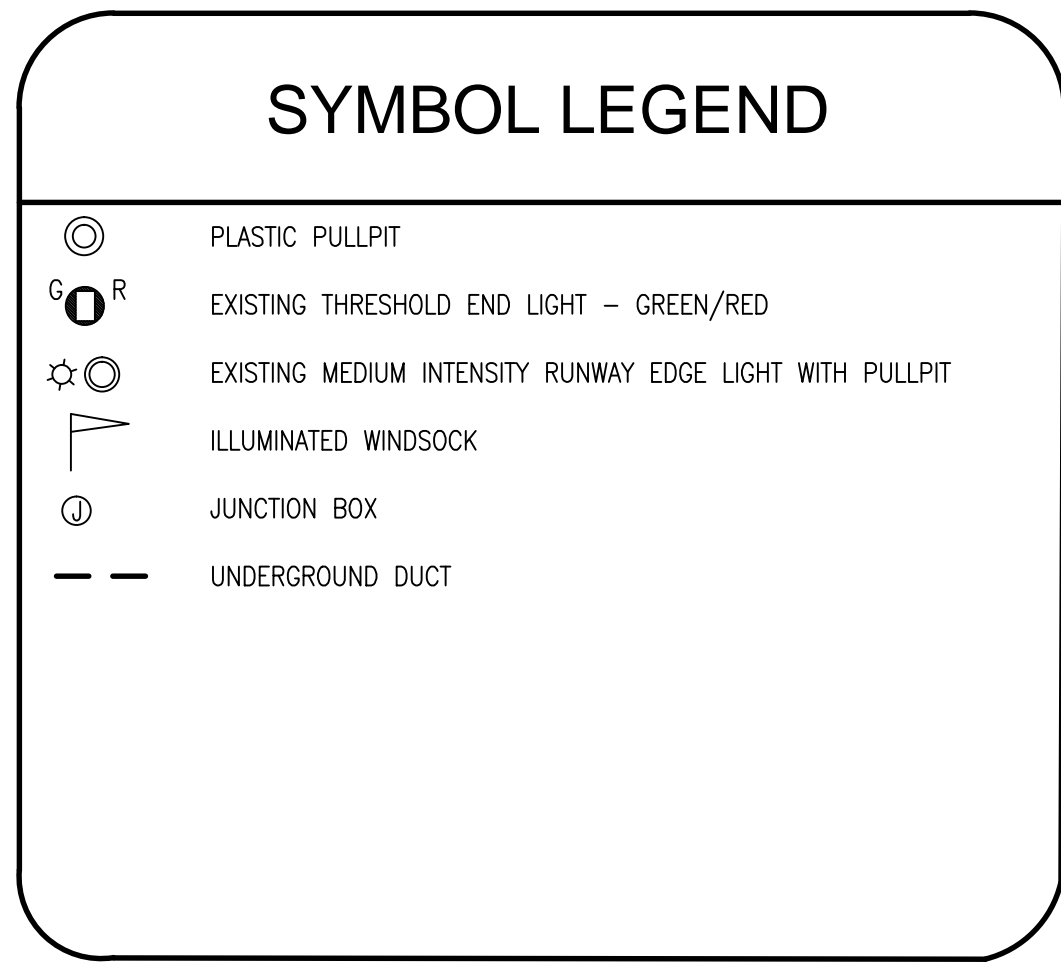 SYMBOL LEGEND
PLASTIC PULLPIT
G R EXISTING THRESHOLD END LIGHT – GREEN/RED
EXISTING MEDIUM INTENSITY RUNWAY EDGE LIGHT WITH PULLPIT
ILLUMINATED WINDSOCK
J JUNCTION BOX
UNDERGROUND DUCT